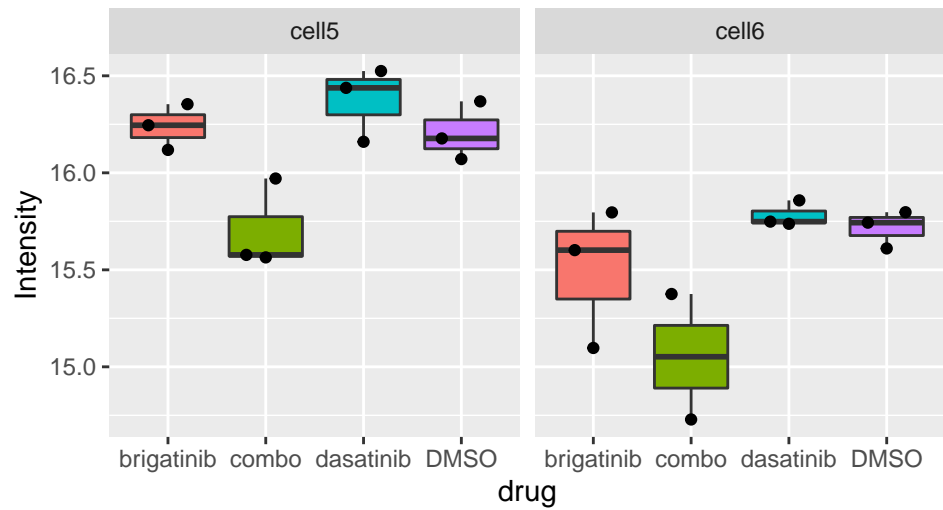 cell5 cell6
Intensity
16.5
16.0
15.5
15.0
brigatinib combo dasatinib DMSO brigatinib combo dasatinib DMSO
drug